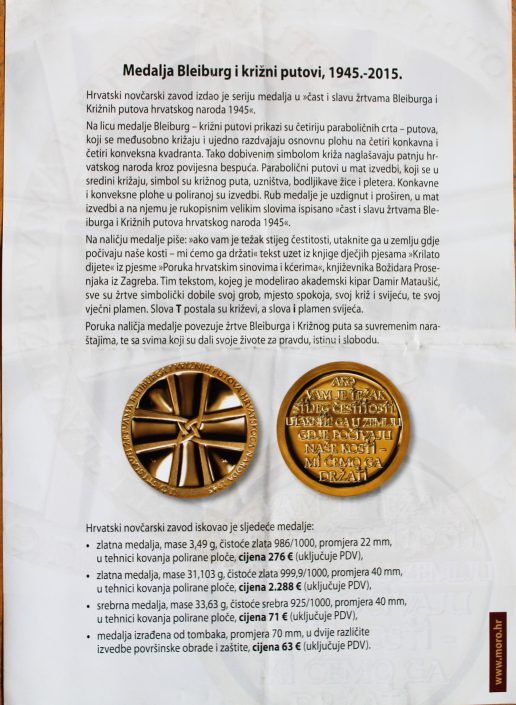 Medalja Bleiburg i križni putovi, 1945.-2015.
Hrvatski novčarski zavod izdao je seriju medalja u »čast i slavu žrtvama Bleiburga i
Križnih putova hrvatskog naroda 1945«.
Na licu medalje Bleiburg – križni putovi prikazi su četiriju paraboličnih crta – putova,
koji se međusobno križaju i ujedno razdvajaju osnovnu plohu na četiri konkavna i
četiri konveksna kvadranta. Tako dobivenim simbolom križa naglašavaju patnju hr-
vatskog naroda kroz povijesna bespuća. Parabolični putovi u mat izvedbi, koji se u
sredini križaju, simbol su križnog puta, uzništva, bodljikave žice i pletera. Konkavne
i konveksne plohe u poliranoj su izvedbi. Rub medalje je uzdignut i proširen, u mat
izvedbi a na njemu je rukopisnim velikim slovima ispisano »čast i slava žrtvama Ble-
iburga i Križnih putova hrvatskog naroda 1945«.
Na naličju medalje piše: »ako vam je težak stijeg čestitosti, utaknite ga u zemlju gdje
počivaju naše kosti – mi ćemo ga držati« tekst uzet iz knjige dječjih pjesama »Krilato
dijete« iz pjesme »Poruka hrvatskim sinovima i kćerima«, književnika Božidara Prose-
njaka iz Zagreba. Tim tekstom, kojeg je modelirao akademski kipar Damir Mataušić,
sve su žrtve simbolički dobile svoj grob, mjesto spokoja, svoj križ i svijeću, te svoj
vječni plamen. Slova T postala su križevi, a slova i plamen svijeća.
Poruka naličja medalje povezuje žrtve Bleiburga i Križnog puta sa suvremenim nara-
štajima, te sa svima koji su dali svoje živote za pravdu, istinu i slobodu.
AKO
VAM JE TEŽAK
STIJEG ČESTITOSTI,
UTAKNITE GA U ZEMLJU
GDJE POČIVAJU
NAŠE KOSTI –
MI ĆEMO GA
DRŽATI
Hrvatski novčarski zavod iskovao je sljedeće medalje:
• zlatna medalja, mase 3,49 g, čistoće zlata 986/1000, promjera 22 mm,
u tehnici kovanja polirane ploče, cijena 276 € (uključuje PDV),
• zlatna medalja, mase 31,103 g, čistoće zlata 999,9/1000, promjera 40 mm,
u tehnici kovanja polirane ploče, cijena 2.288 € (uključuje PDV),
• srebrna medalja, mase 33,63 g, čistoće srebra 925/1000, promjera 40 mm,
u tehnici kovanja polirane ploče, cijena 71 € (uključuje PDV),
• medalja izrađena od tombaka, promjera 70 mm, u dvije različite
izvedbe površinske obrade i zaštite, cijena 63 € (uključuje PDV).
www.moro.hr